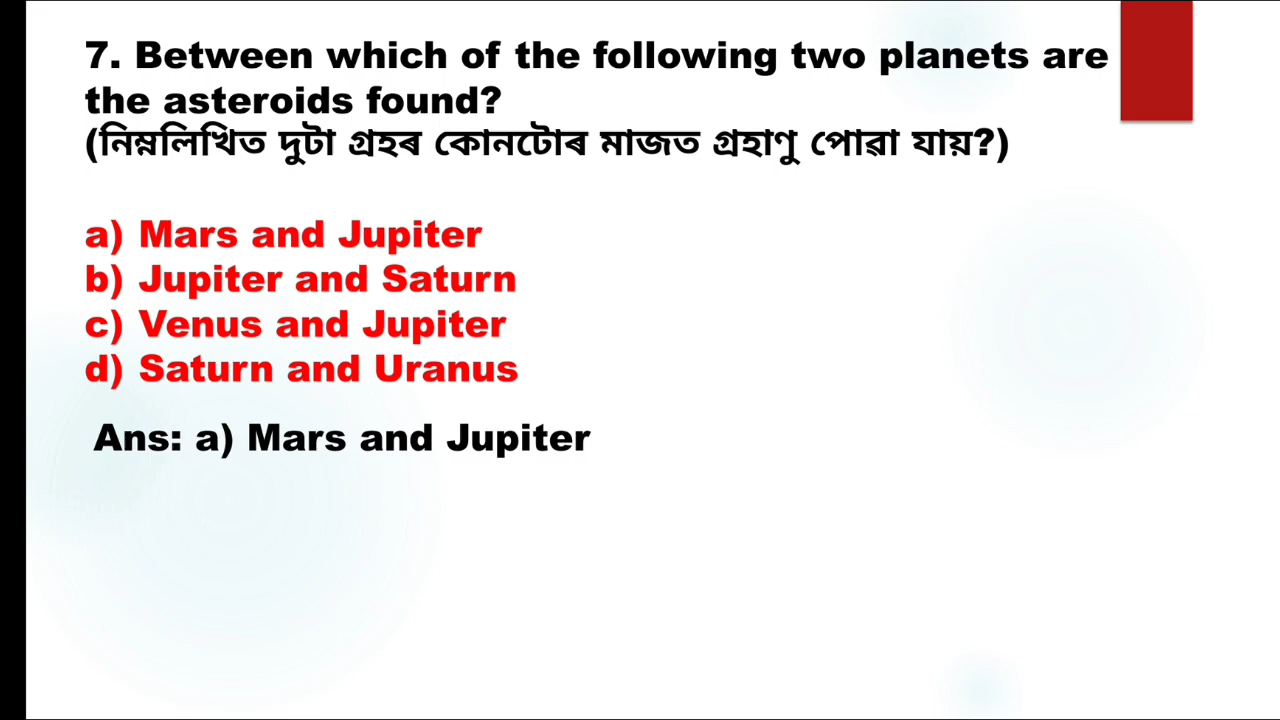 7. Between which of the following two planets are
the asteroids found?
(নিম্নলিখিত দুটা গ্ৰহৰ কোনটোৰ মাজত গ্ৰহাণু পোৱা যায়?)
a) Mars and Jupiter
b) Jupiter and Saturn
c) Venus and Jupiter
d) Saturn and Uranus
Ans: a) Mars and Jupiter